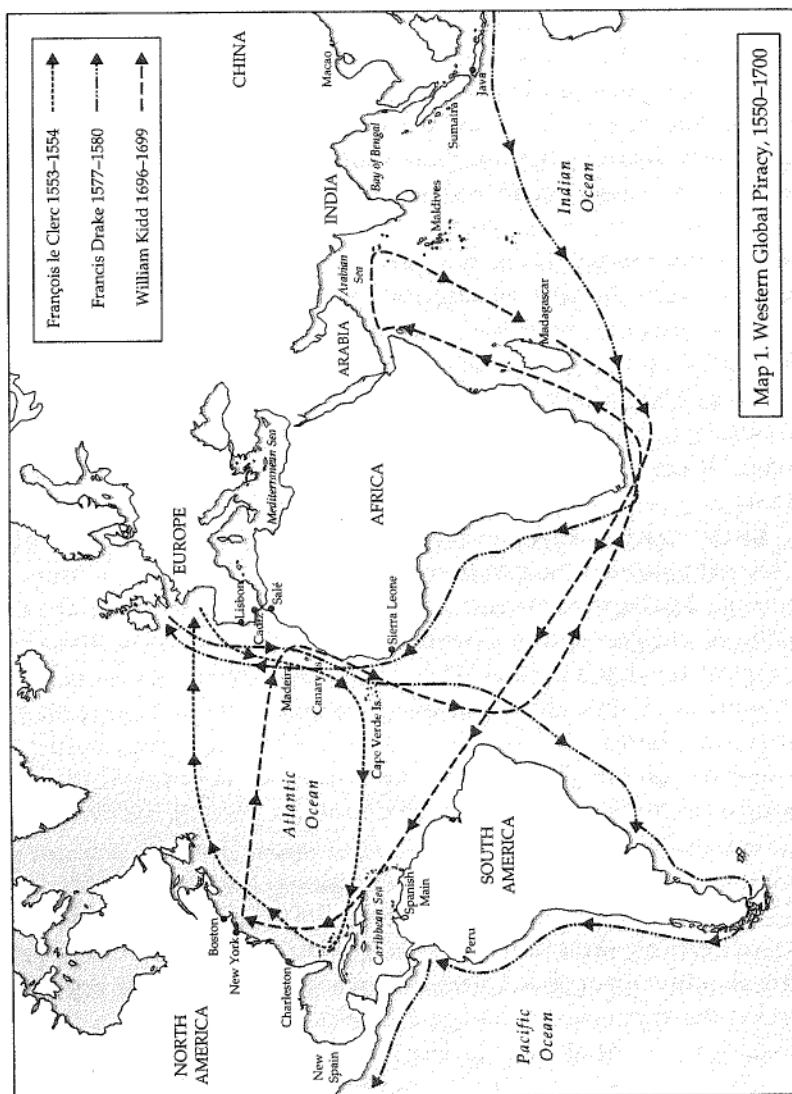 François le Clerc 1553–1554
Francis Drake 1577–1580
William Kidd 1696–1699
NORTH
AMERICA
Boston
New York
Charleston
New
Spain
Caribbean Sea
Spanish
Main
Peru
SOUTH
AMERICA
Pacific
Ocean
Atlantic
Ocean
EUROPE
Lisbon
Cadiz
Salé
Madeira
Canary Is.
Cape Verde Is.
Sierra Leone
Mediterranean Sea
AFRICA
ARABIA
Arabian
Sea
Madagascar
INDIA
Maldives
Bay of Bengal
CHINA
Macao
Sumatra
Java
Indian
Ocean
Map 1. Western Global Piracy, 1550–1700